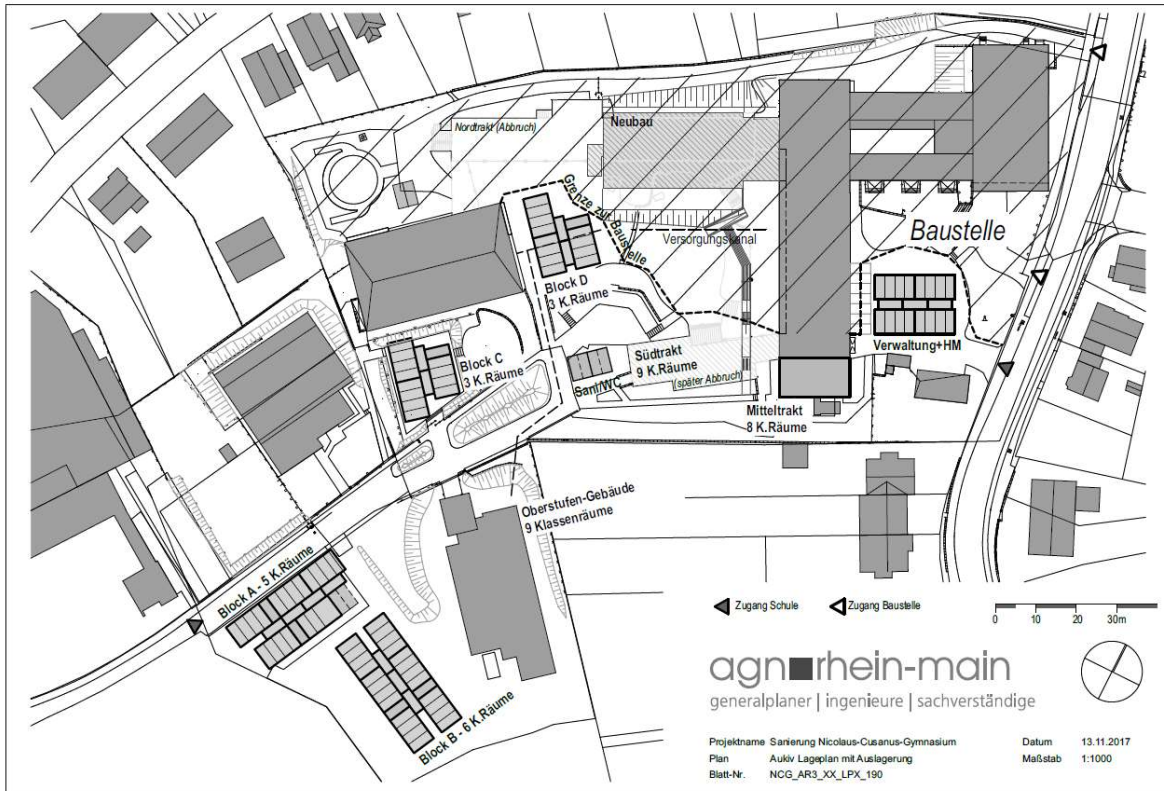 Nordtrakt (Abbruch)
Neubau
Grenze zur Baustelle
Versorgungskanal
Baustelle
Block D
3 K.Räume
Verwaltung+HM
Block C
3 K.Räume
Sani/WC
Südtrakt
9 K.Räume
(später Abbruch)
Mitteltrakt
8 K.Räume
Oberstufen-Gebäude
9 Klassenräume
Block A - 5 K.Räume
Block B - 6 K.Räume
Zugang Schule
Zugang Baustelle
0 10 20 30m
agn rhein-main
generalplaner | ingenieure | sachverständige
Projektname Sanierung Nicolaus-Cusanus-Gymnasium Datum 13.11.2017
Plan Aukiv Lageplan mit Auslagerung Maßstab 1:1000
Blatt-Nr. NCG_AR3_XX_LPX_190